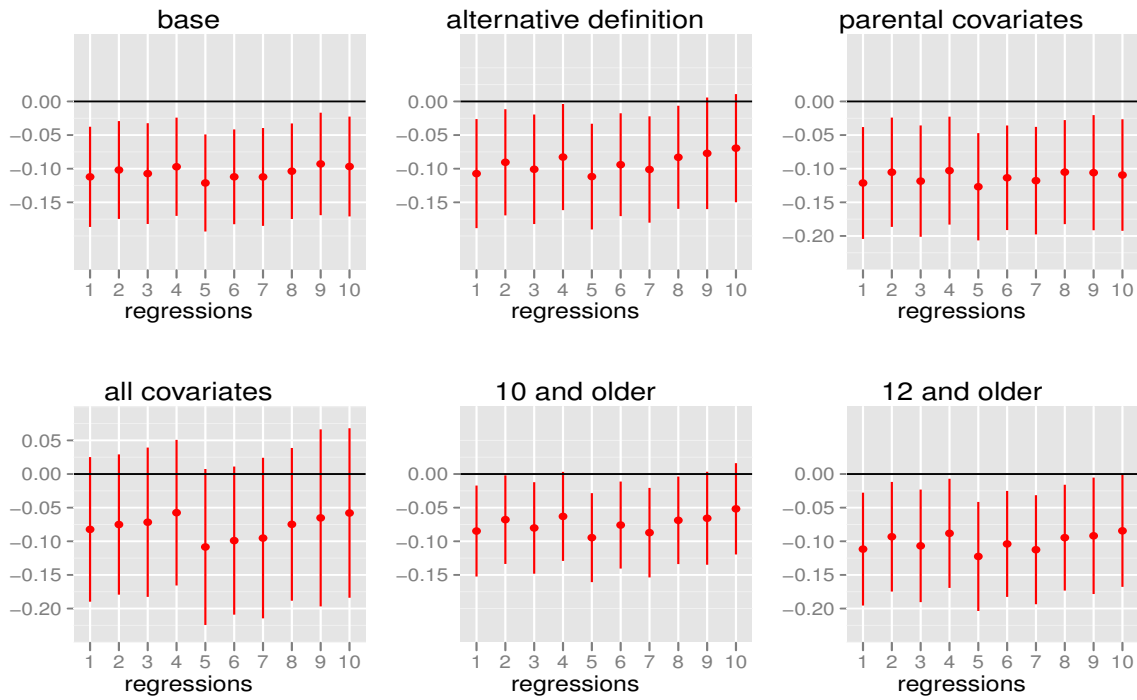 base
alternative definition
parental covariates
0.00
−0.05
−0.10
−0.15
1 2 3 4 5 6 7 8 9 10
regressions
0.00
−0.05
−0.10
−0.15
1 2 3 4 5 6 7 8 9 10
regressions
0.00
−0.05
−0.10
−0.15
−0.20
1 2 3 4 5 6 7 8 9 10
regressions
all covariates
10 and older
12 and older
0.05
0.00
−0.05
−0.10
−0.15
−0.20
1 2 3 4 5 6 7 8 9 10
regressions
0.00
−0.05
−0.10
−0.15
1 2 3 4 5 6 7 8 9 10
regressions
0.00
−0.05
−0.10
−0.15
−0.20
1 2 3 4 5 6 7 8 9 10
regressions